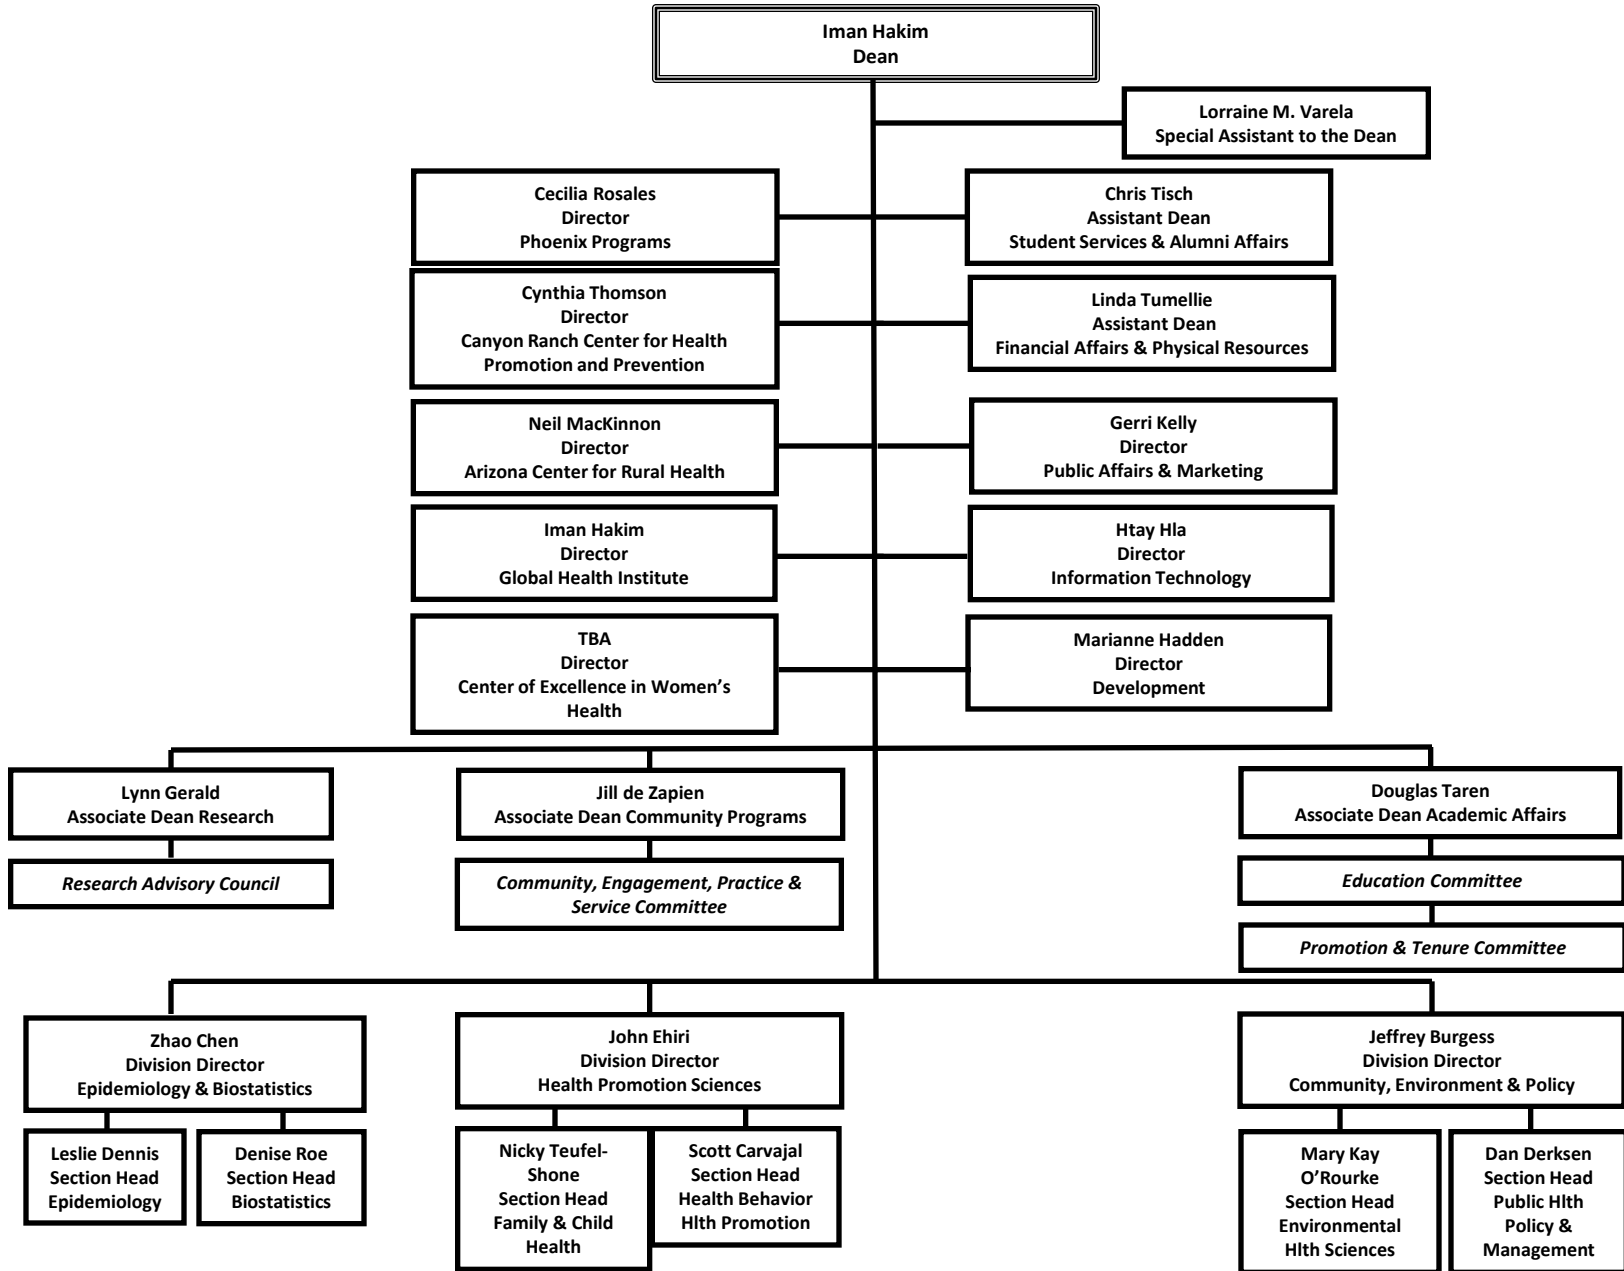 Iman Hakim
Dean
Lorraine M. Varela
Special Assistant to the Dean
Cecilia Rosales
Director
Phoenix Programs
Chris Tisch
Assistant Dean
Student Services & Alumni Affairs
Cynthia Thomson
Director
Canyon Ranch Center for Health
Promotion and Prevention
Linda Tumellie
Assistant Dean
Financial Affairs & Physical Resources
Neil MacKinnon
Director
Arizona Center for Rural Health
Gerri Kelly
Director
Public Affairs & Marketing
Iman Hakim
Director
Global Health Institute
Htay Hla
Director
Information Technology
TBA
Director
Center of Excellence in Women's
Health
Marianne Hadden
Director
Development
Lynn Gerald
Associate Dean Research
Research Advisory Council
Jill de Zapien
Associate Dean Community Programs
Community, Engagement, Practice &
Service Committee
Douglas Taren
Associate Dean Academic Affairs
Education Committee
Promotion & Tenure Committee
Zhao Chen
Division Director
Epidemiology & Biostatistics
Leslie Dennis
Section Head
Epidemiology
Denise Roe
Section Head
Biostatistics
John Ehiri
Division Director
Health Promotion Sciences
Nicky Teufel-
Shone
Section Head
Family & Child
Health
Scott Carvajal
Section Head
Health Behavior
Hlth Promotion
Jeffrey Burgess
Division Director
Community, Environment & Policy
Mary Kay
O'Rourke
Section Head
Environmental
Hlth Sciences
Dan Derksen
Section Head
Public Hlth
Policy &
Management